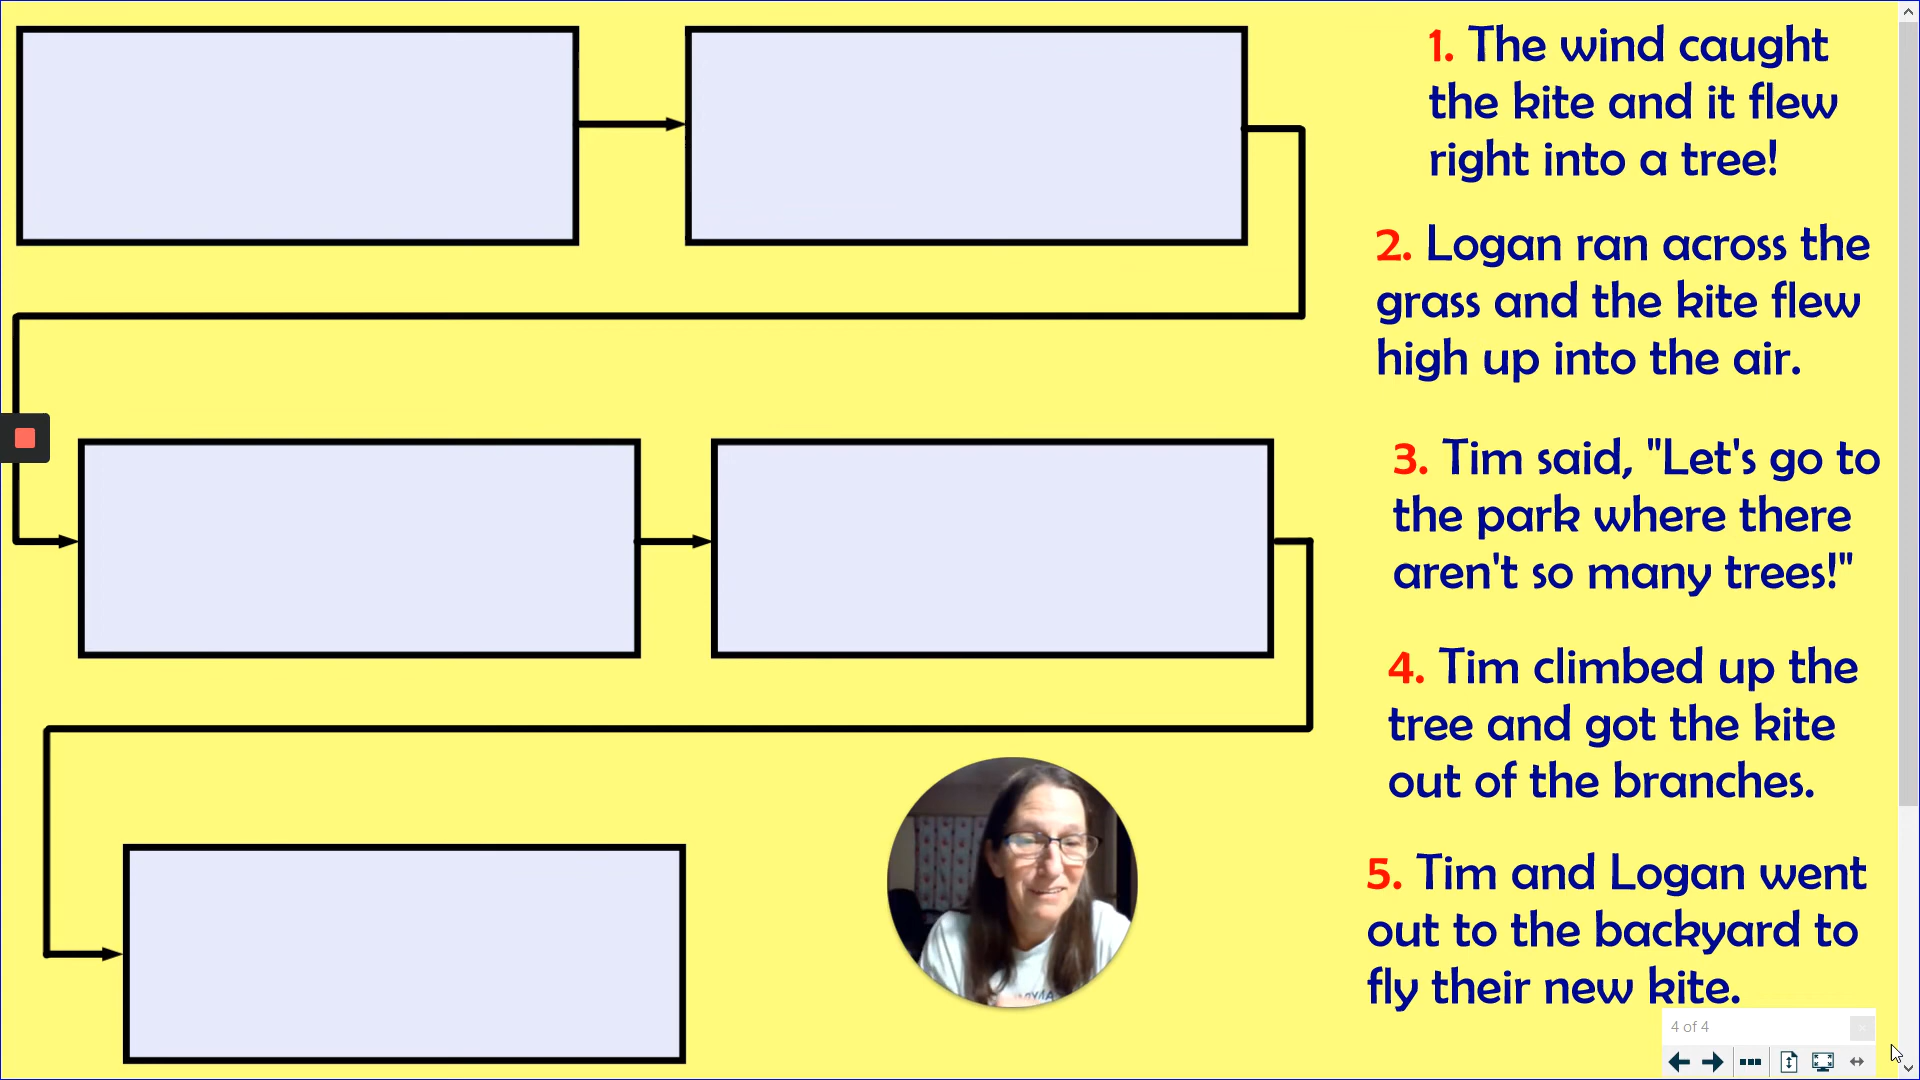 1. The wind caught
the kite and it flew
right into a tree!
2. Logan ran across the
grass and the kite flew
high up into the air.
3. Tim said, "Let's go to
the park where there
aren't so many trees!"
4. Tim climbed up the
tree and got the kite
out of the branches.
5. Tim and Logan went
out to the backyard to
fly their new kite.
4 of 4